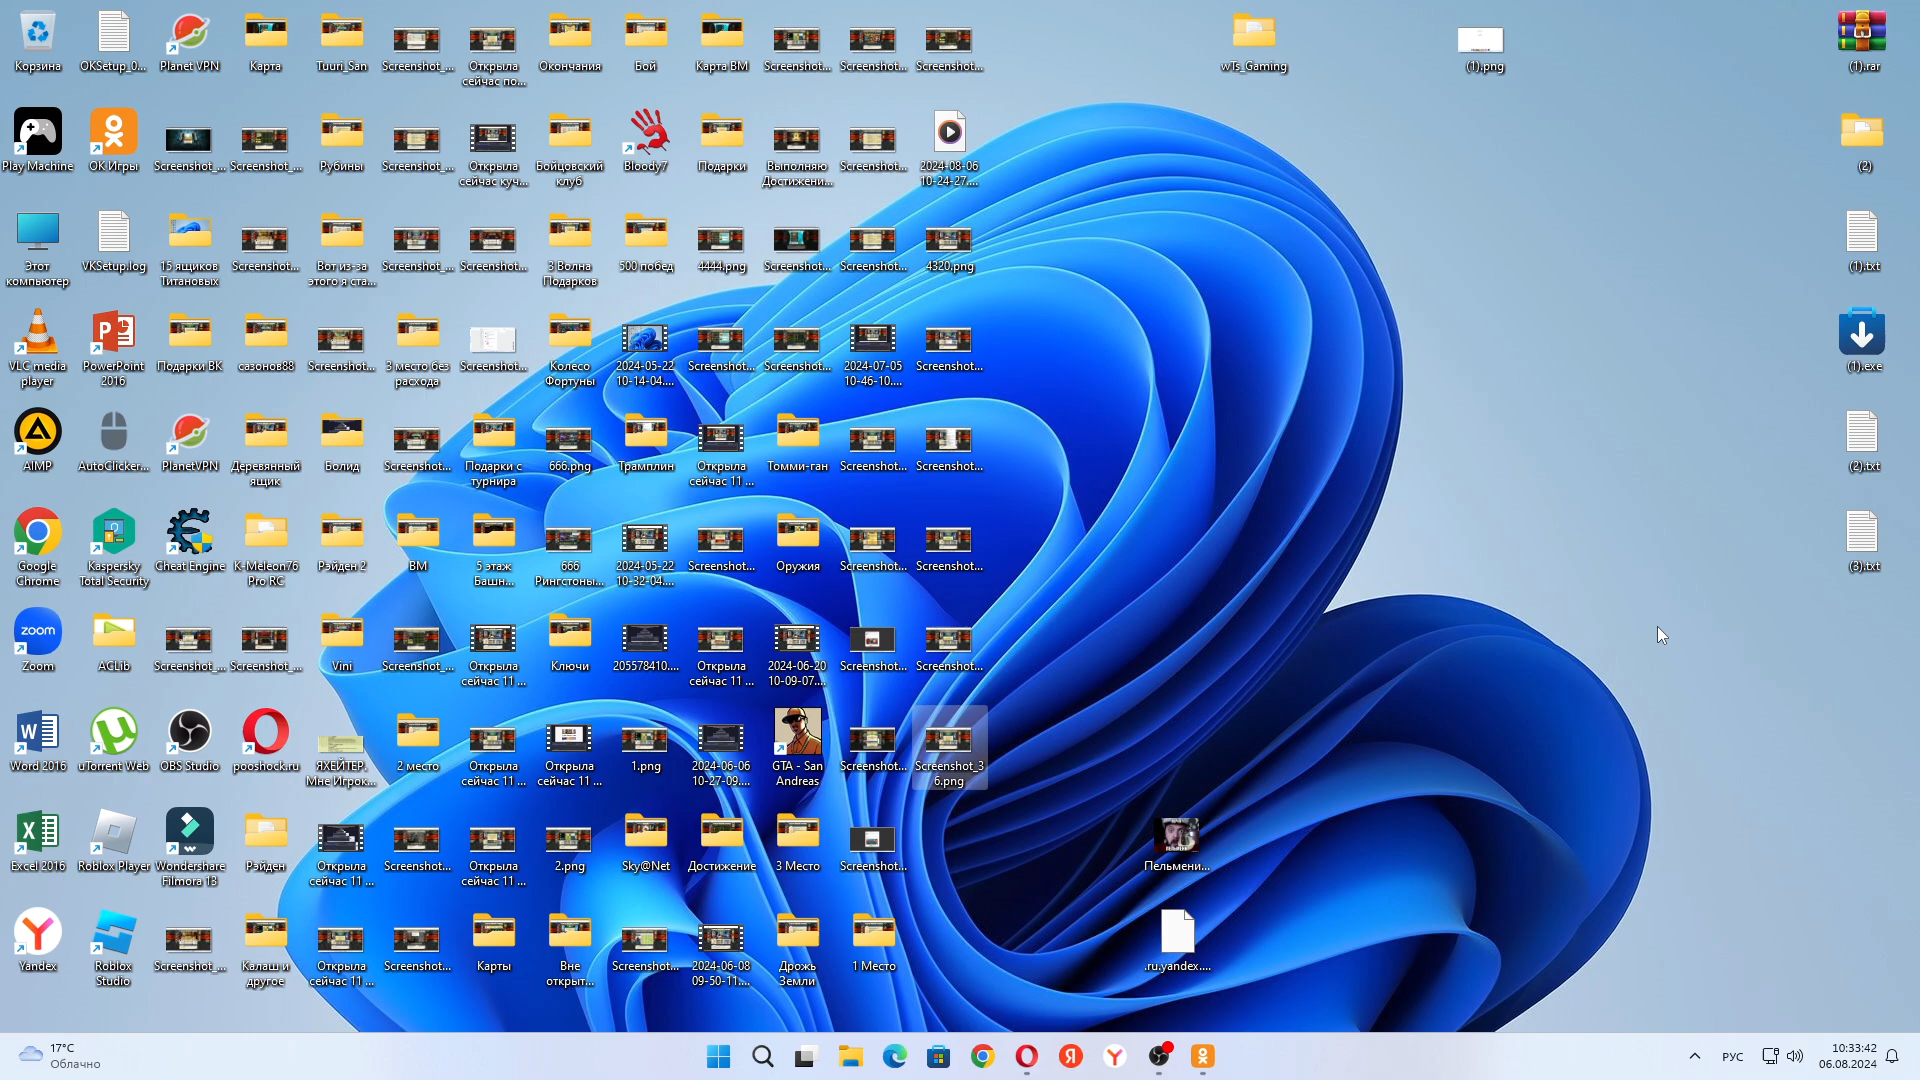 Корзина
OKSetup_0...
Planet VPN
Карта
Tuuri_San
Screenshot_...
Открыла
сейчас по...
Окончания
Бой
Карта ВМ
Screenshot...
Screenshot...
Screenshot...
wTs_Gaming
(1).png
(1).rar
Play Machine
ОК Игры
Screenshot_...
Screenshot_...
Рубины
Screenshot_...
Открыла
сейчас куч...
Бойцовский
клуб
Bloody7
Подарки
Выполняю
Достижени...
Screenshot...
2024-08-06
10-24-27....
(2)
Этот
компьютер
VKSetup.log
15 ящиков
Титановых
Screenshot...
Вот из-за
этого я ста...
Screenshot_...
Screenshot...
3 Волна
Подарков
500 побед
4444.png
Screenshot...
Screenshot...
4320.png
(1).txt
VLC media
player
PowerPoint
2016
Подарки ВК
сазонов88
Screenshot...
3 место без
расхода
Screenshot...
Колесо
Фортуны
2024-05-22
10-14-04....
Screenshot...
Screenshot...
2024-07-05
10-46-10....
Screenshot...
(1).exe
AIMP
AutoClicker...
PlanetVPN
Деревянный
ящик
Болид
Screenshot...
Подарки с
турнира
666.png
Трамплин
Открыла
сейчас 11 ...
Томми-ган
Screenshot...
Screenshot...
(2).txt
Google
Chrome
Kaspersky
Total Security
Cheat Engine
K-Meleon76
Pro RC
Рэйден 2
ВМ
5 этаж
Башн...
666
Рингстоны...
2024-05-22
10-32-04....
Screenshot...
Оружия
Screenshot...
Screenshot...
(3).txt
zoom
Zoom
ACLib
Screenshot_...
Screenshot_...
Vini
Screenshot_...
Открыла
сейчас 11 ...
Ключи
205578410....
Открыла
сейчас 11 ...
2024-06-20
10-09-07....
Screenshot...
Screenshot...
Word 2016
uTorrent Web
OBS Studio
pooshock.ru
ЯХЕЙТЕР,
Мне Игрок...
2 место
Открыла
сейчас 11 ...
Открыла
сейчас 11 ...
1.png
2024-06-06
10-27-09....
GTA - San
Andreas
Screenshot...
Screenshot_3
6.png
Excel 2016
Roblox Player
Wondershare
Filmora 13
Рэйден
Открыла
сейчас 11 ...
Screenshot...
Открыла
сейчас 11 ...
2.png
Sky@Net
Достижение
3 Место
Screenshot...
Пельмени...
Yandex
Roblox
Studio
Screenshot_...
Калаш и
другое
Открыла
сейчас 11 ...
Screenshot...
Карты
Вне
открыт...
Screenshot...
2024-06-08
09-50-11....
Дрожь
Земли
1 Место
.ru.yandex....
17°C
Облачно
РУС
10:33:42
06.08.2024